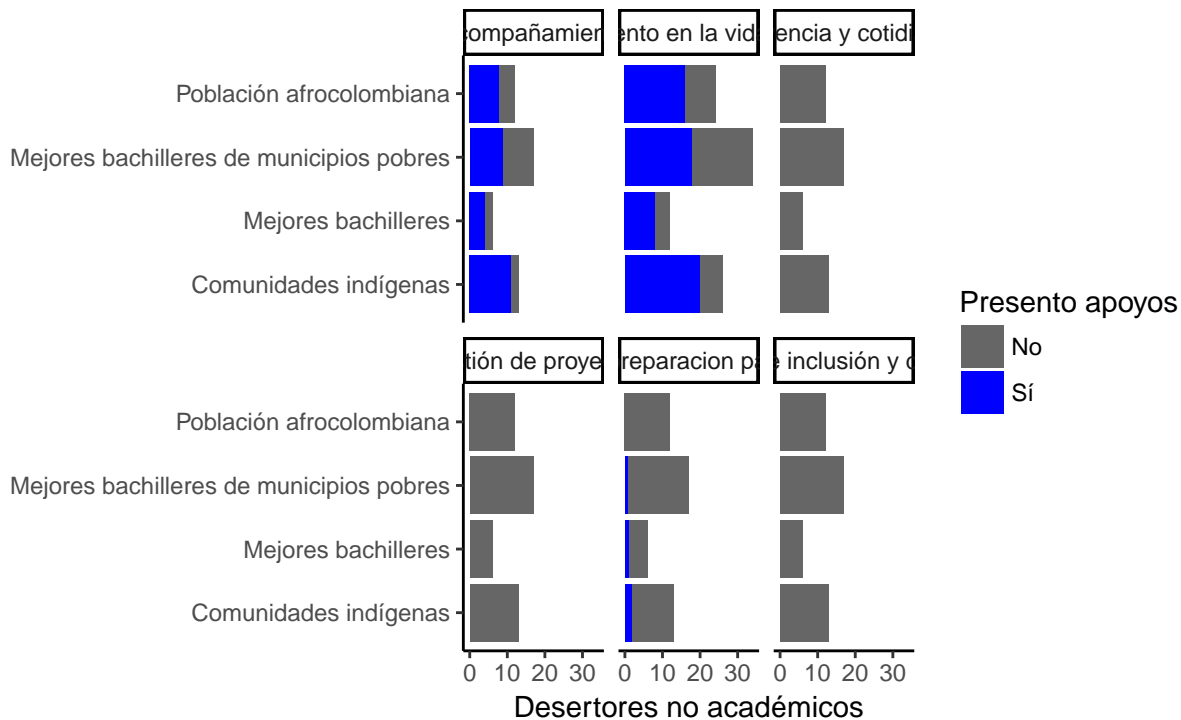 compañamien
ento en la vida
encia y cotidi
Población afrocolombiana
Mejores bachilleres de municipios pobres
Mejores bachilleres
Comunidades indígenas
tión de proye
reparacion pa
e inclusión y
Población afrocolombiana
Mejores bachilleres de municipios pobres
Mejores bachilleres
Comunidades indígenas
0 10 20 30 0 10 20 30 0 10 20 30
Desertores no académicos
Presento apoyos
No
Sí